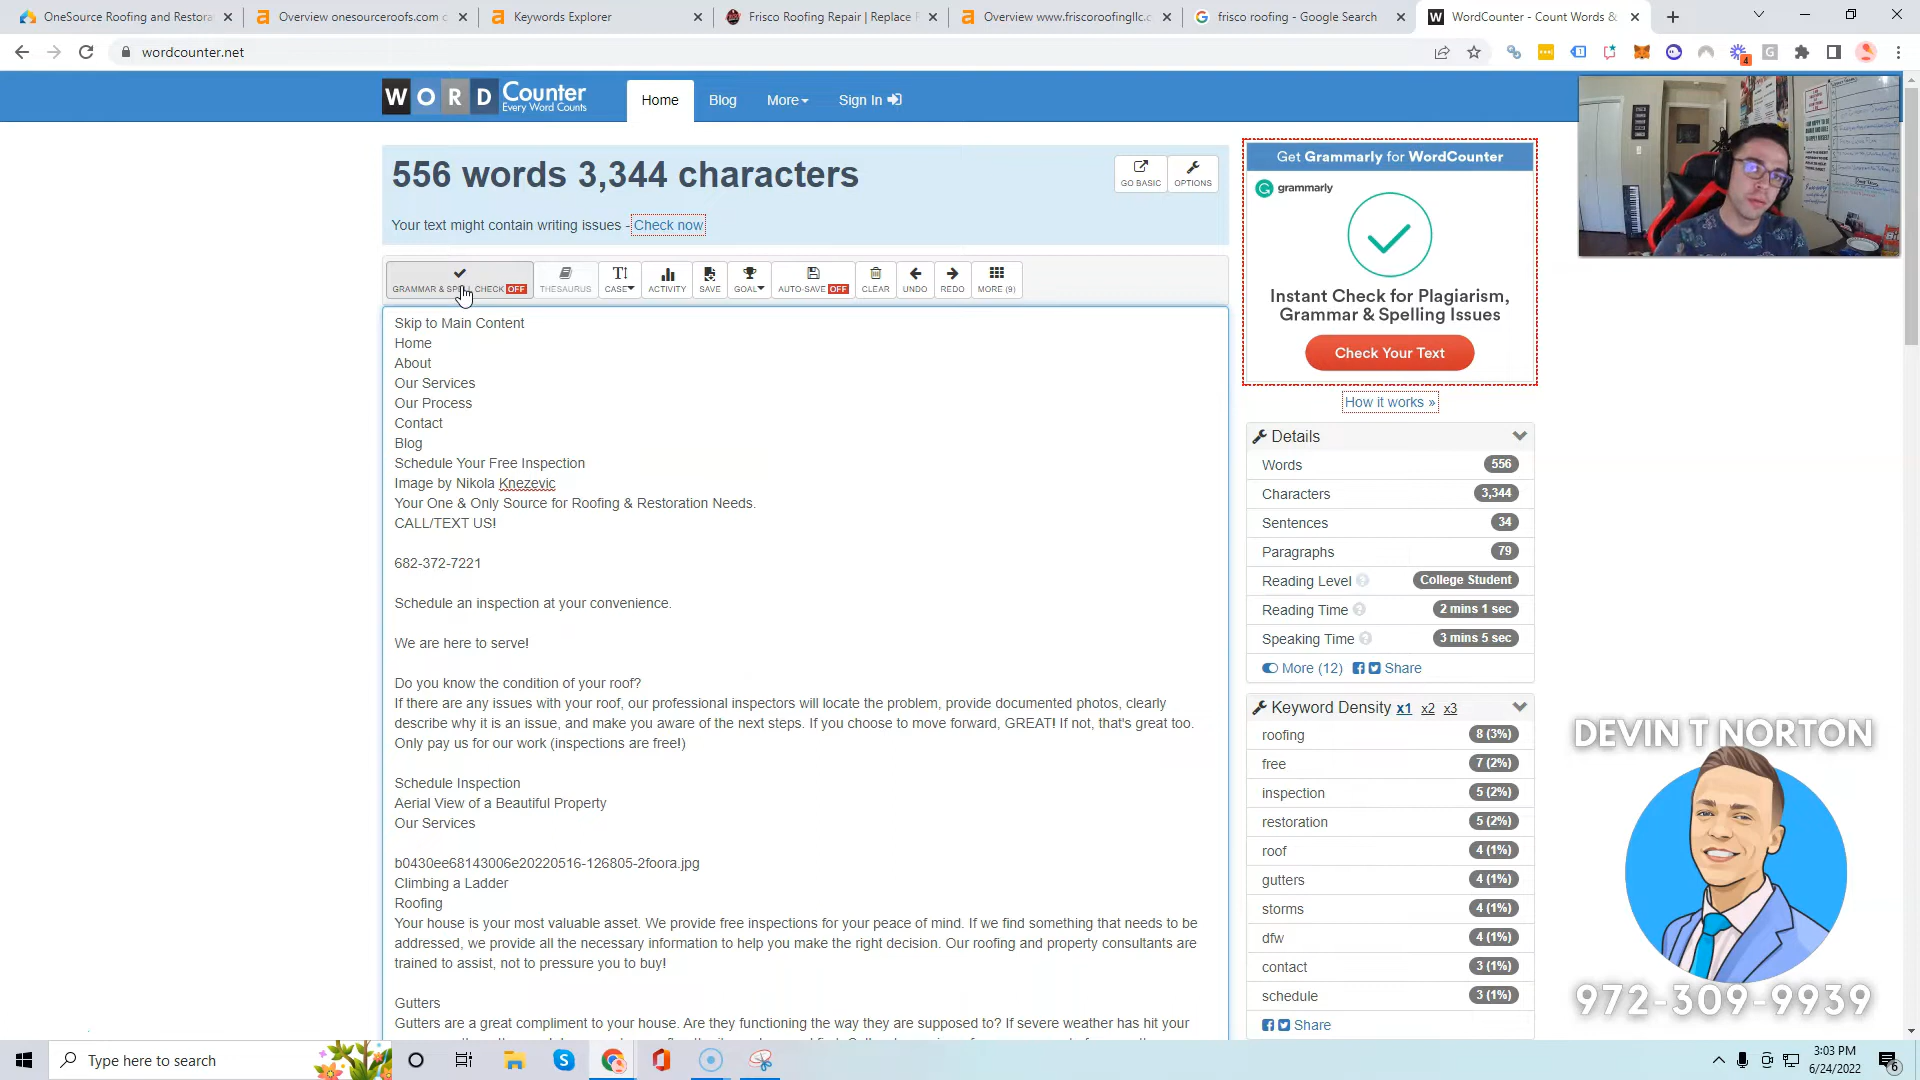 OneSource Roofing and Restora
Overview onesourceroofs.com c
Keywords Explorer
Frisco Roofing Repair | Replace F
Overview www.friscoroofingllc.c
frisco roofing - Google Search
WordCounter - Count Words &
wordcounter.net
4
G
WORD Counter
Every Word Counts
Home
Blog
More
Sign In
556 words 3,344 characters
GO BASIC
OPTIONS
Your text might contain writing issues - Check now
GRAMMAR & SPELL CHECK OFF
THESAURUS
CASE
ACTIVITY
SAVE
GOAL
AUTO-SAVE OFF
CLEAR
UNDO
REDO
MORE (9)
Skip to Main Content
Home
About
Our Services
Our Process
Contact
Blog
Schedule Your Free Inspection
Image by Nikola Knezevic
Your One & Only Source for Roofing & Restoration Needs.
CALL/TEXT US!
682-372-7221
Schedule an inspection at your convenience.
We are here to serve!
Do you know the condition of your roof?
If there are any issues with your roof, our professional inspectors will locate the problem, provide documented photos, clearly
describe why it is an issue, and make you aware of the next steps. If you choose to move forward, GREAT! If not, that's great too.
Only pay us for our work (inspections are free!)
Schedule Inspection
Aerial View of a Beautiful Property
Our Services
b0430ee68143006e20220516-126805-2foora.jpg
Climbing a Ladder
Roofing
Your house is your most valuable asset. We provide free inspections for your peace of mind. If we find something that needs to be
addressed, we provide all the necessary information to help you make the right decision. Our roofing and property consultants are
trained to assist, not to pressure you to buy!
Gutters
Gutters are a great compliment to your house. Are they functioning the way they are supposed to? If severe weather has hit your
Get Grammarly for WordCounter
grammarly
Instant Check for Plagiarism,
Grammar & Spelling Issues
Check Your Text
How it works »
Details
Words 556
Characters 3,344
Sentences 34
Paragraphs 79
Reading Level College Student
Reading Time 2 mins 1 sec
Speaking Time 3 mins 5 sec
More (12) Share
Keyword Density x1 x2 x3
roofing 8 (3%)
free 7 (2%)
inspection 5 (2%)
restoration 5 (2%)
roof 4 (1%)
gutters 4 (1%)
storms 4 (1%)
dfw 4 (1%)
contact 3 (1%)
schedule 3 (1%)
Share
DEVIN T NORTON
972-309-9939
Type here to search
3:03 PM
6/24/2022
6